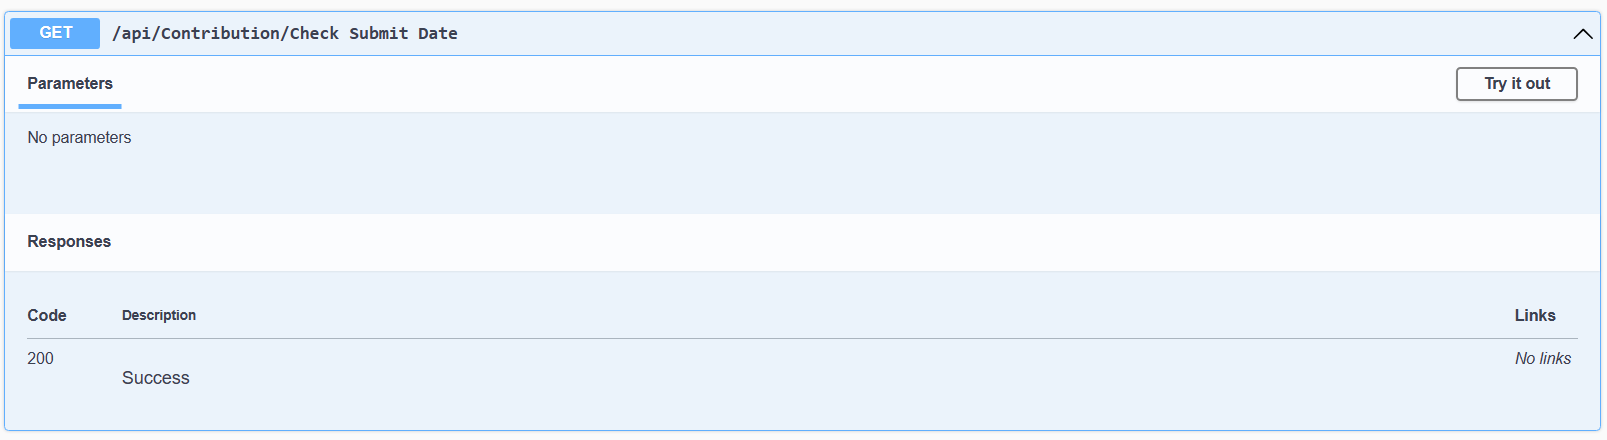 GET /api/Contribution/Check Submit Date
Parameters Try it out
No parameters
Responses
Code Description Links
200 No links
Success